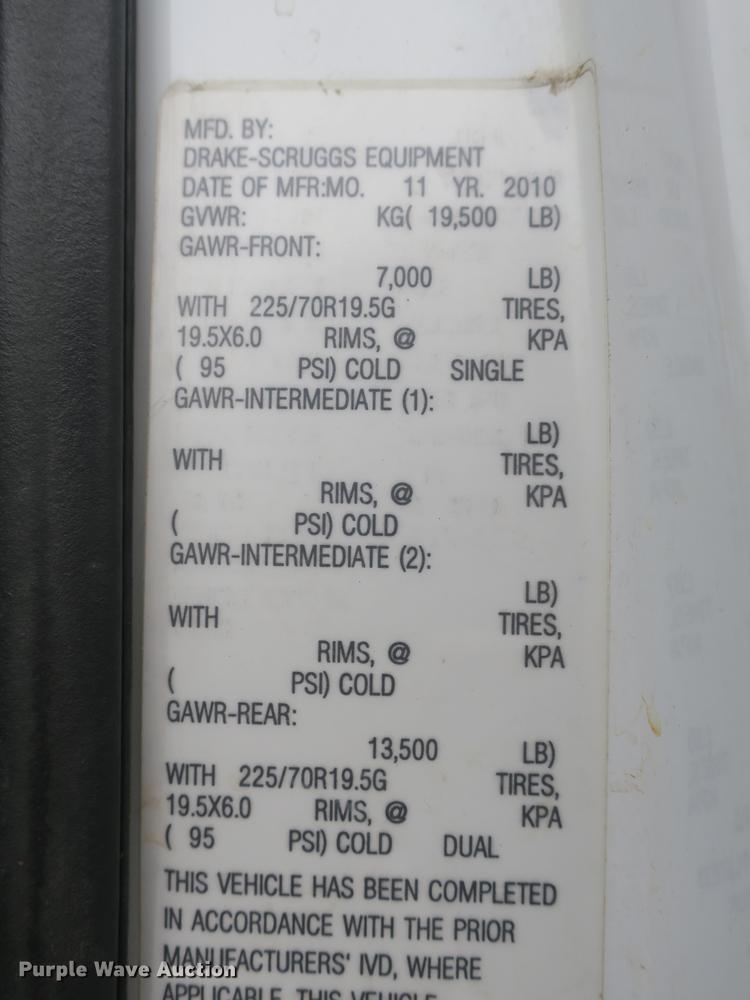 MFD. BY:
DRAKE-SCRUGGS EQUIPMENT
DATE OF MFR:MO. 11 YR. 2010
GVWR: KG( 19,500 LB)
GAWR-FRONT:
7,000 LB)
WITH 225/70R19.5G TIRES,
19.5X6.0 RIMS, @ KPA
( 95 PSI) COLD SINGLE
GAWR-INTERMEDIATE (1):
LB)
WITH TIRES,
RIMS, @ KPA
( PSI) COLD
GAWR-INTERMEDIATE (2):
LB)
WITH TIRES,
RIMS, @ KPA
( PSI) COLD
GAWR-REAR:
13,500 LB)
WITH 225/70R19.5G TIRES,
19.5X6.0 RIMS, @ KPA
( 95 PSI) COLD DUAL
THIS VEHICLE HAS BEEN COMPLETED
IN ACCORDANCE WITH THE PRIOR
MANUFACTURERS' IVD, WHERE
APPLICABLE. THIS VEHICLE
Purple Wave Auction